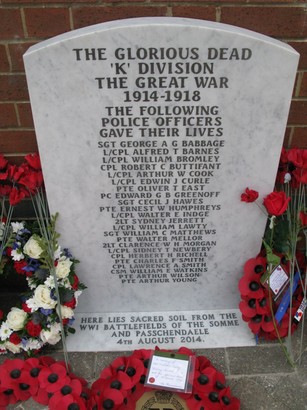 THE GLORIOUS DEAD
'K' DIVISION
THE GREAT WAR
1914-1918
THE FOLLOWING
POLICE OFFICERS
GAVE THEIR LIVES
SGT GEORGE A G BABBAGE
L/CPL ALFRED T BARNES
L/CPL WILLIAM BROMLEY
CPL ROBERT C BUTTIFANT
L/CPL ARTHUR W COOK
L/CPL EDWIN J CURLE
PTE OLIVER T EAST
PC EDWARD G B GREENOFF
SGT CECIL J HAWES
PTE ERNEST W HUMPHREYS
L/CPL WALTER E INDGE
2LT SYDNEY JERRETT
L/CPL WILLIAM LAWTY
SGT WILLIAM C MATTHEWS
PTE WALTER MELLOR
2LT CLARENCE W H MORGAN
L/CPL SIDNEY T NEWBERY
CPL HERBERT H RICHELL
PTE CHARLES F SMITH
CPL LAWRENCE A SMITH
CSM WILLIAM E WATKINS
PTE ARTHUR WATSON
PTE ARTHUR YOUNG
HERE LIES SACRED SOIL FROM THE
WWI BATTLEFIELDS OF THE SOMME
AND PASSCHENDAELE
4TH AUGUST 2014.